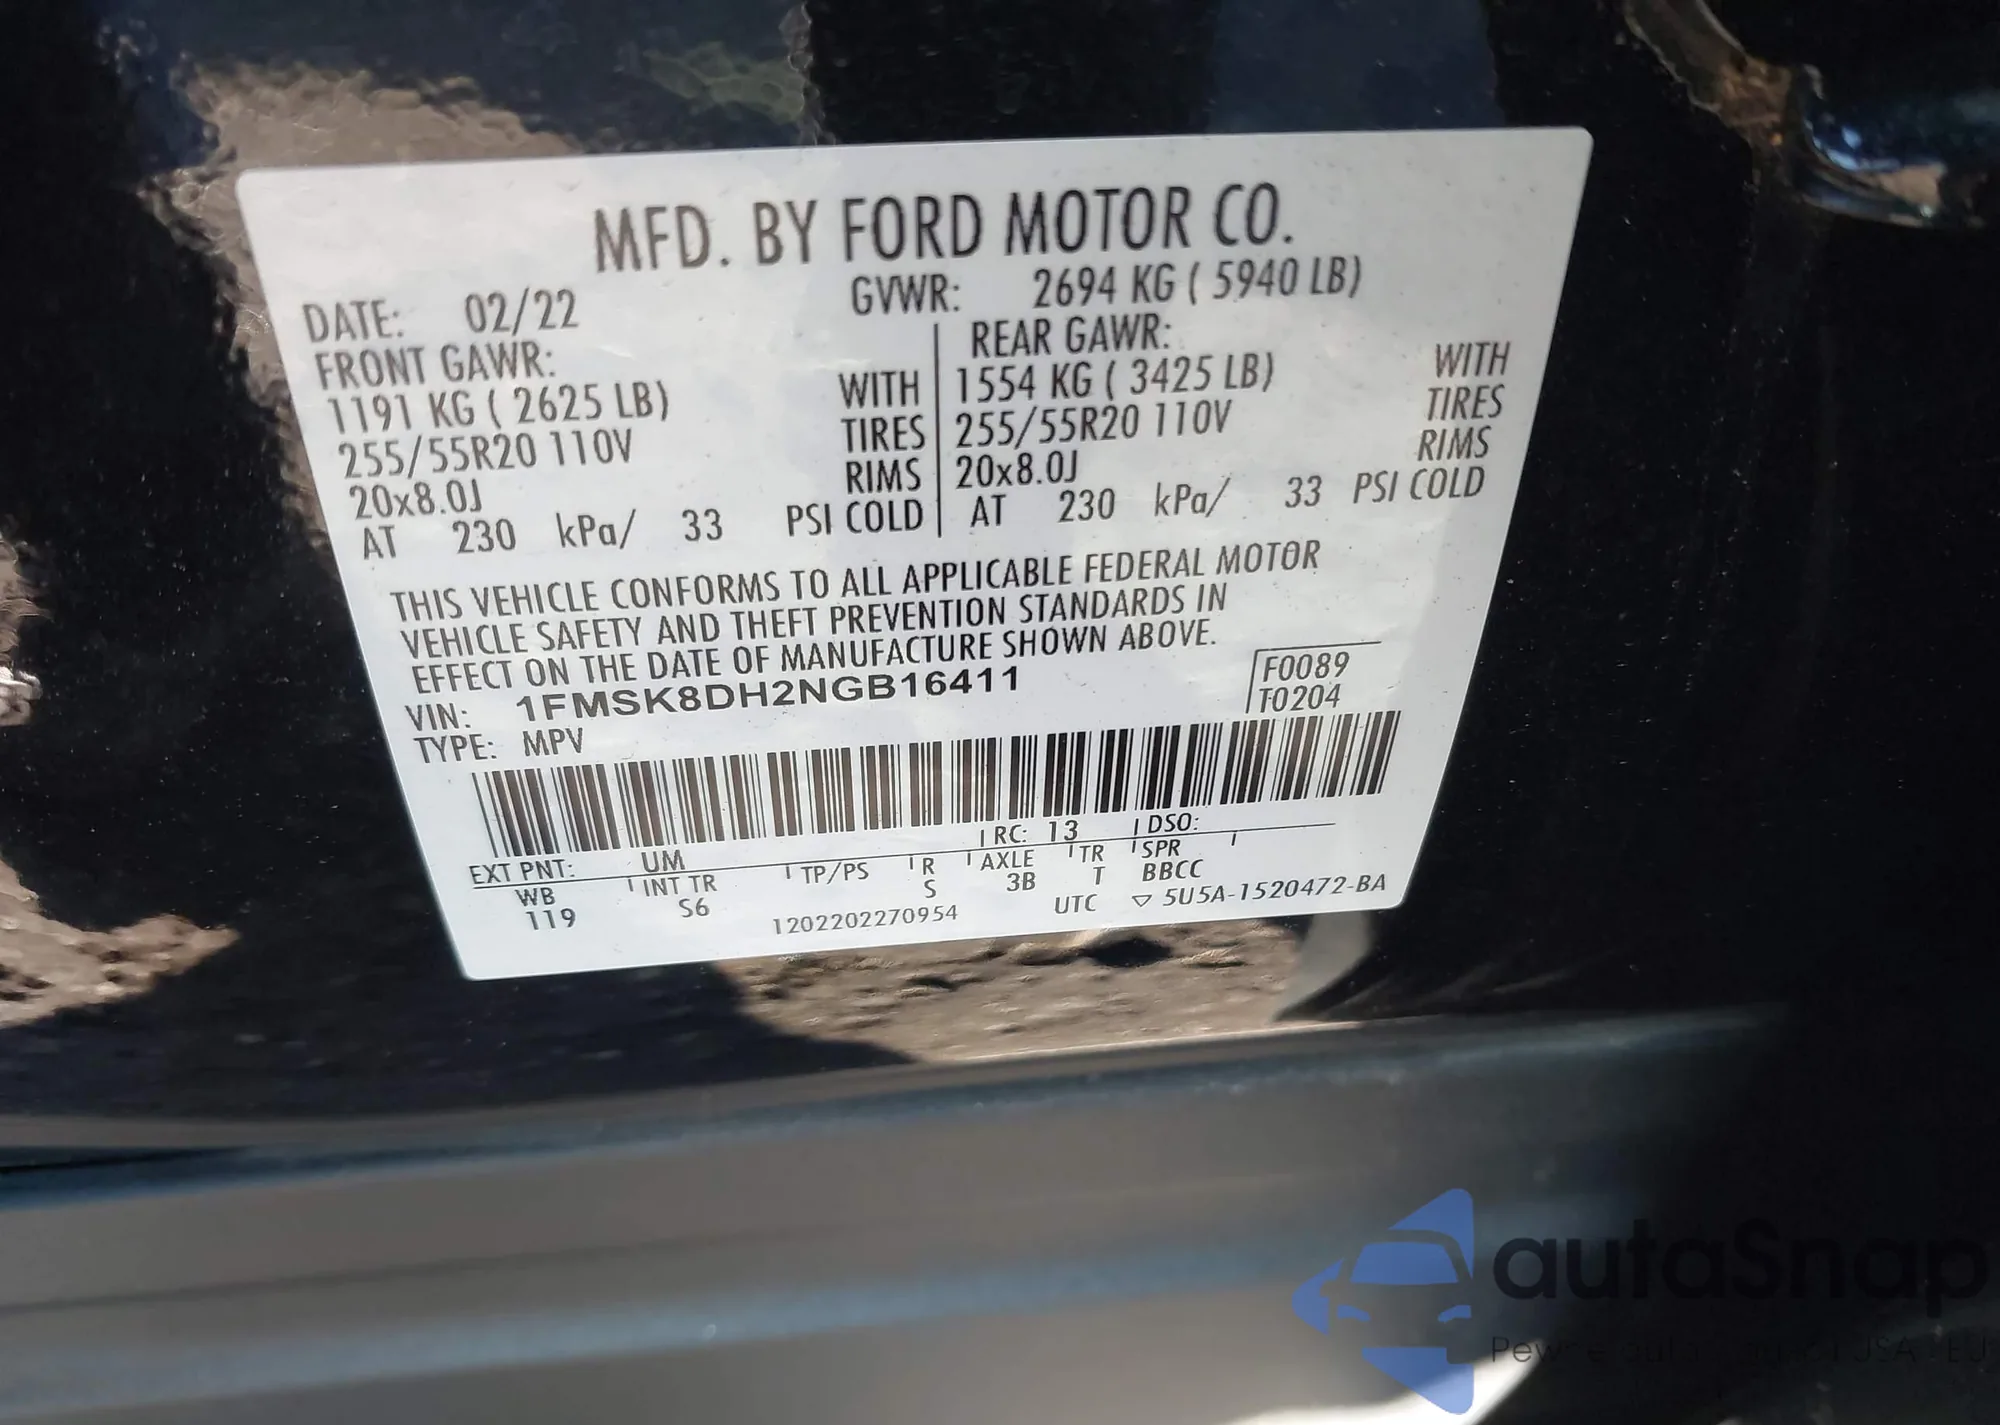 MFD. BY FORD MOTOR CO.
DATE: 02/22 GVWR: 2694 KG ( 5940 LB)
FRONT GAWR: REAR GAWR:
1191 KG ( 2625 LB) WITH 1554 KG ( 3425 LB) WITH
255/55R20 110V TIRES 255/55R20 110V TIRES
20x8.0J RIMS 20x8.0J RIMS
AT 230 kPa/ 33 PSI COLD AT 230 kPa/ 33 PSI COLD
THIS VEHICLE CONFORMS TO ALL APPLICABLE FEDERAL MOTOR
VEHICLE SAFETY AND THEFT PREVENTION STANDARDS IN
EFFECT ON THE DATE OF MANUFACTURE SHOWN ABOVE.
VIN: 1FMSK8DH2NGB16411 F0089
TYPE: MPV T0204
EXT PNT: UM RC: 13 DSO:
WB INT TR TP/PS R AXLE TR SPR
119 S6 S 3B T BBCC
1202202270954 UTC ▽ 5U5A-1520472-BA
autaSnap
USA EU